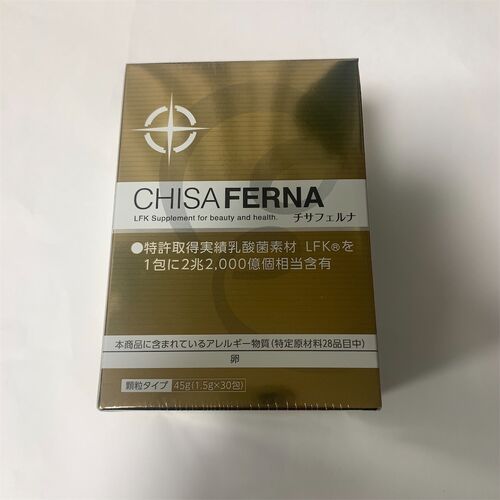 CHISA FERNA
LFK Supplement for beauty and health. チサフェルナ
●特許取得実績乳酸菌素材 LFK®を
1包に2兆2,000億個相当含有
本商品に含まれているアレルギー物質(特定原材料28品目中)
卵
顆粒タイプ 45g(1.5g×30包)